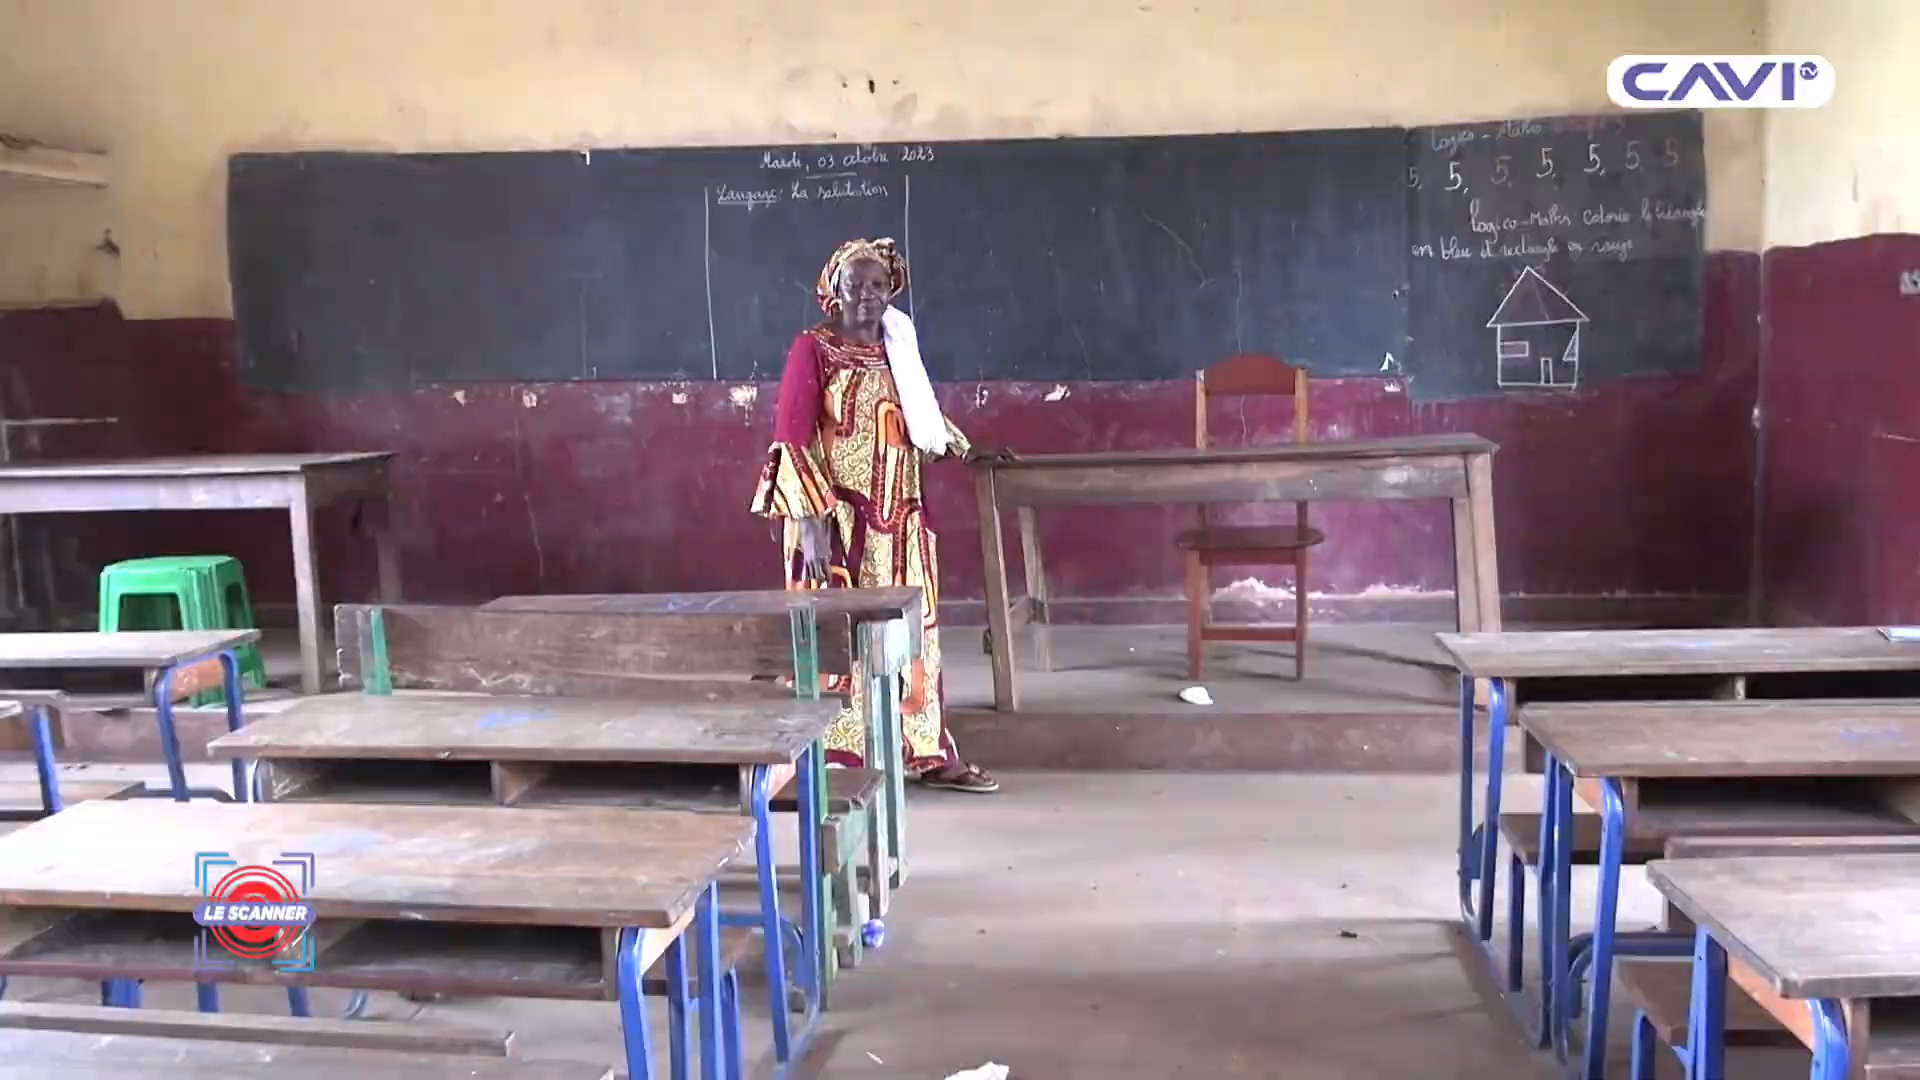 CAVI TV
Mardi, 03 octobre 2023
Langage: La salutation
Logico - Maths
5, 5, 5, 5, 5, 5 5
Logico-Maths Colorie le triangle
en bleu et rectangle en rouge
LE SCANNER